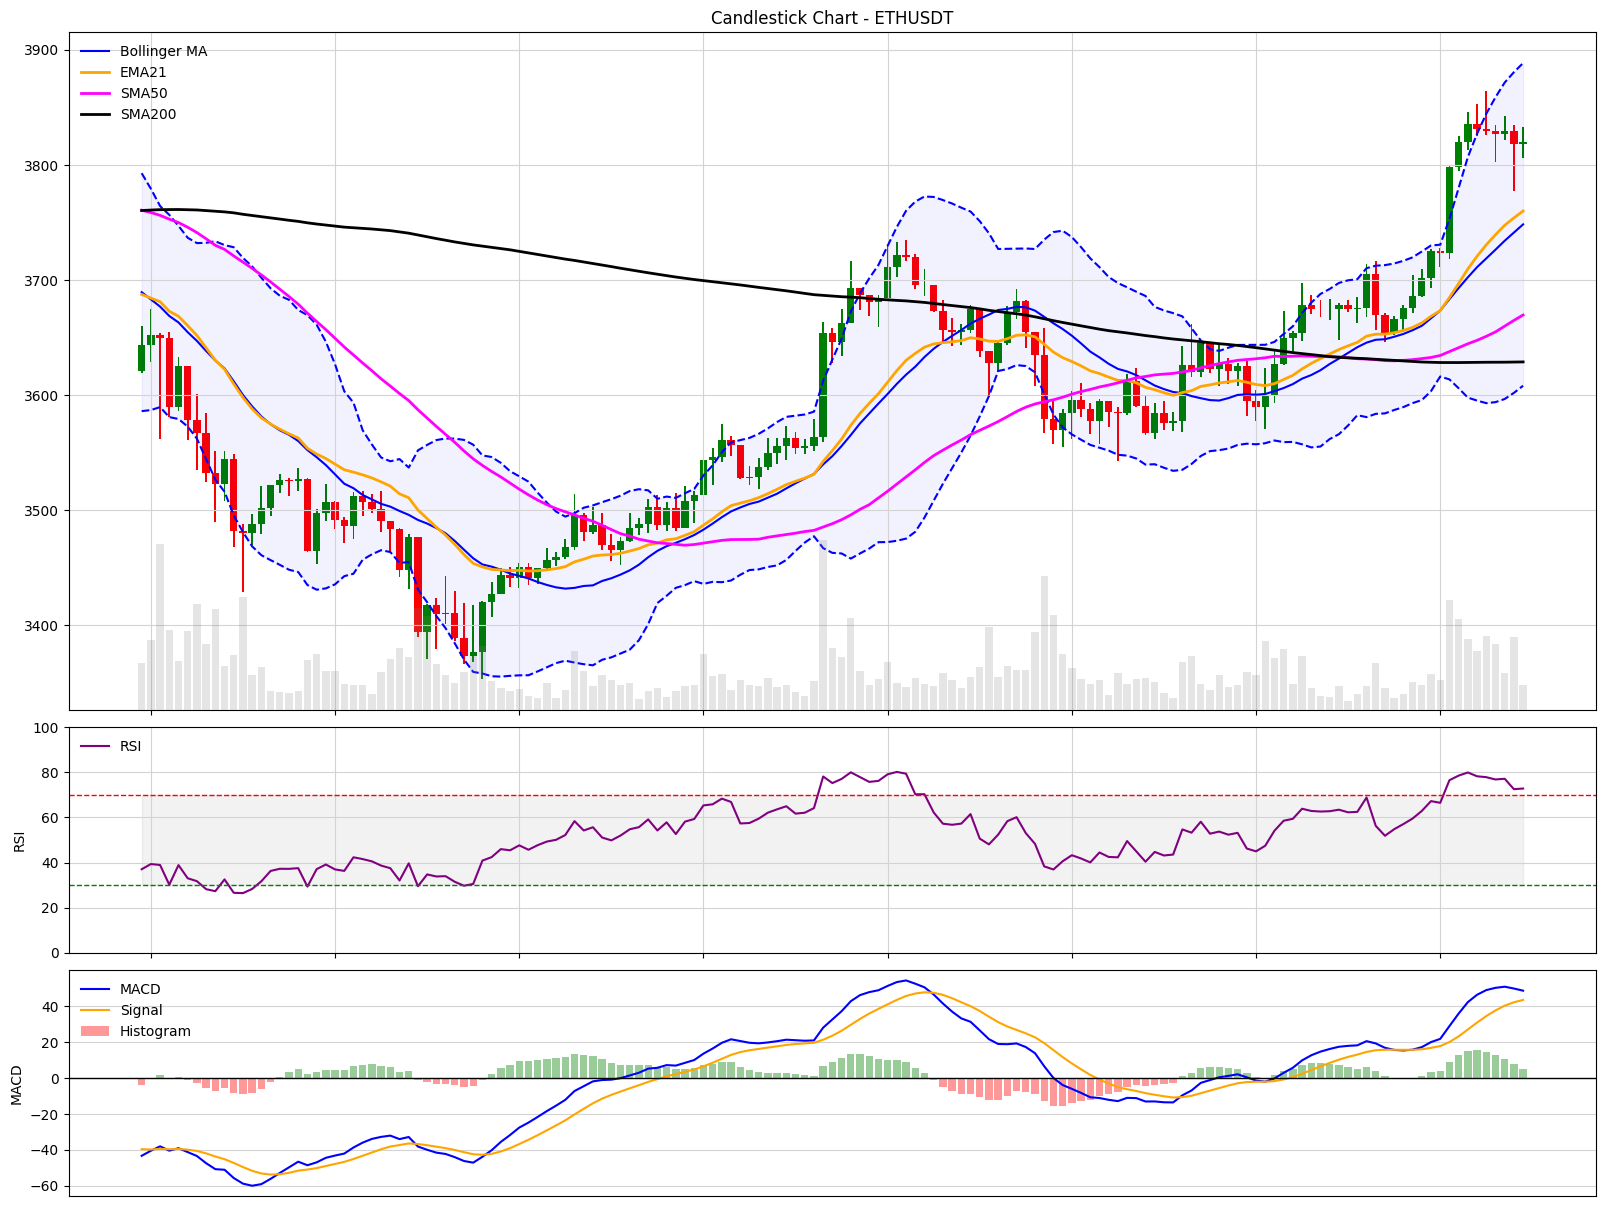 Candlestick Chart - ETHUSDT
Bollinger MA
EMA21
SMA50
SMA200
3900
3800
3700
3600
3500
3400
RSI
100
80
60
40
20
0
RSI
MACD
Signal
Histogram
40
20
0
−20
−40
−60
MACD